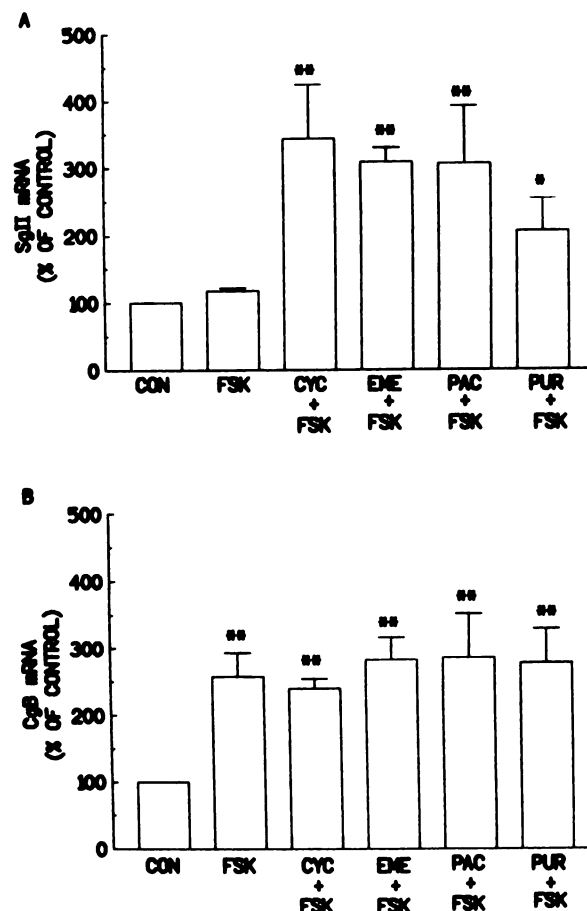 A
500
400
300
200
100
0
SgII mRNA
(% OF CONTROL)
** ** ** *
CON FSK CYC EME PAC PUR
+ + + +
FSK FSK FSK FSK
B
500
400
300
200
100
0
CgB mRNA
(% OF CONTROL)
** ** ** ** **
CON FSK CYC EME PAC PUR
+ + + +
FSK FSK FSK FSK